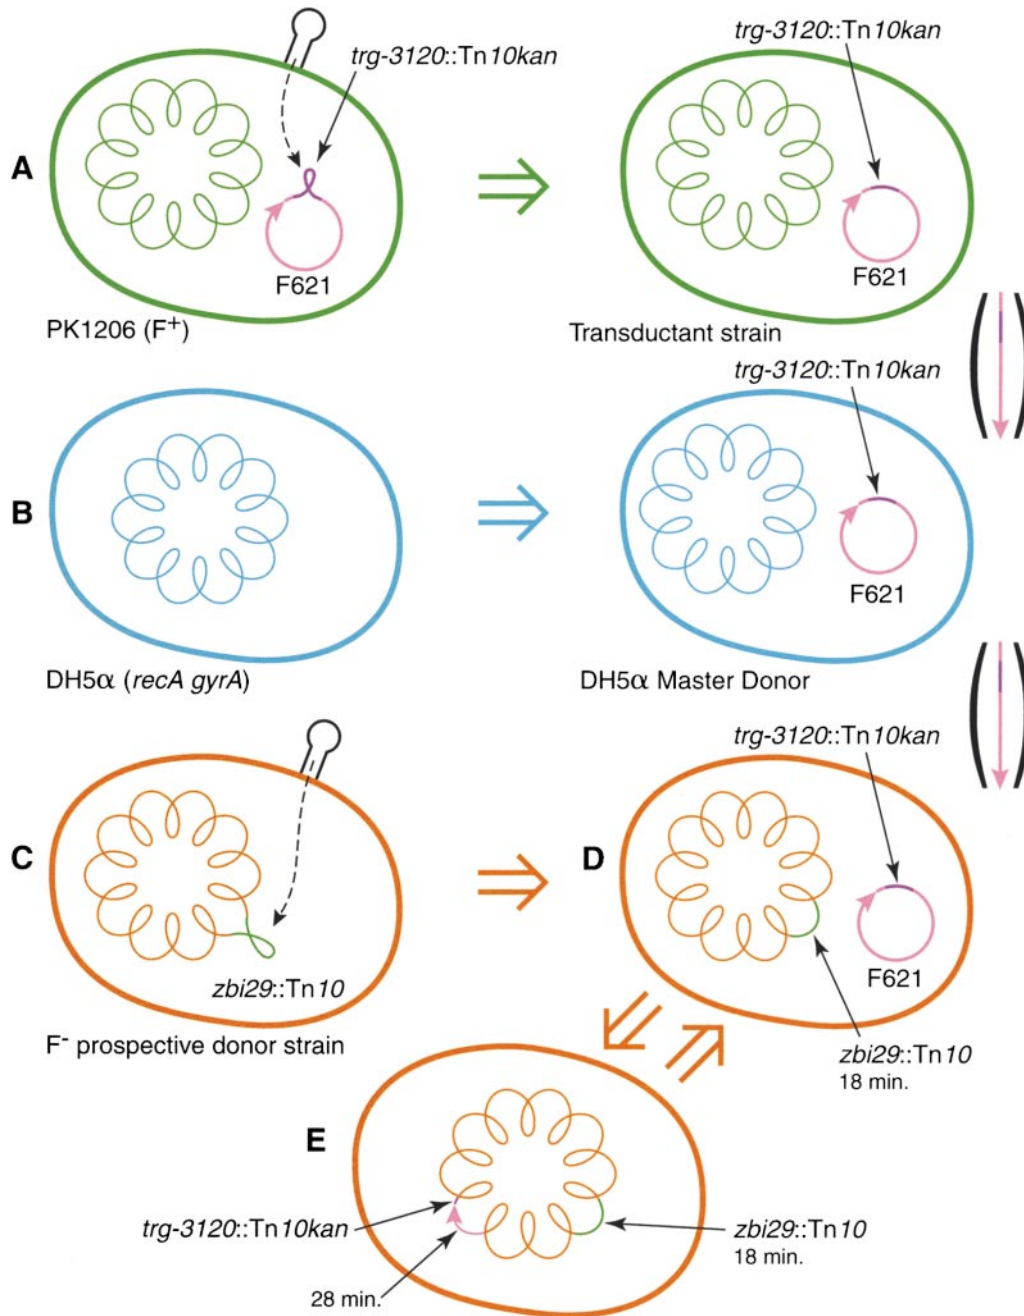 trg-3120::Tn10kan
trg-3120::Tn10kan
A
F621
F621
PK1206 (F+)
Transductant strain
trg-3120::Tn10kan
B
F621
DH5α (recA gyrA)
DH5α Master Donor
trg-3120::Tn10kan
C
D
zbi29::Tn10
F621
F- prospective donor strain
zbi29::Tn10
18 min.
E
trg-3120::Tn10kan
zbi29::Tn10
18 min.
28 min.